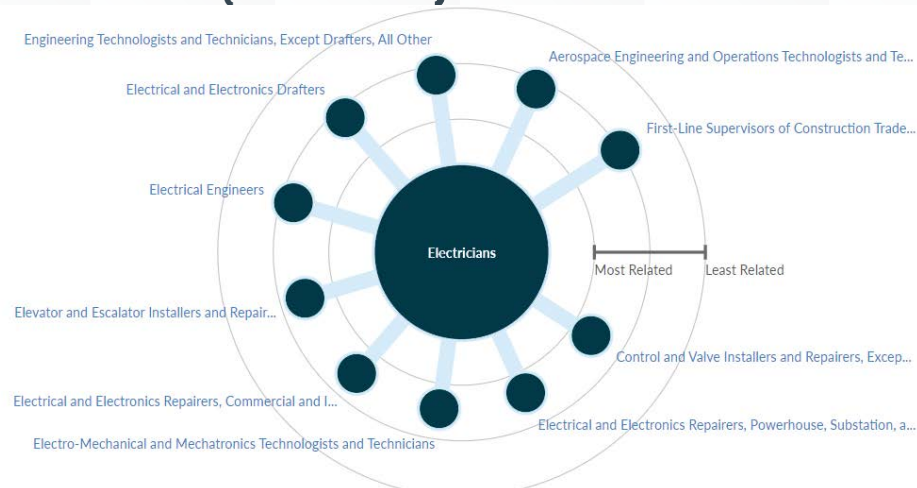 Engineering Technologists and Technicians, Except Drafters, All Other
Aerospace Engineering and Operations Technologists and Te...
Electrical and Electronics Drafters
First-Line Supervisors of Construction Trade...
Electrical Engineers
Electricians
Most Related
Least Related
Elevator and Escalator Installers and Repair...
Control and Valve Installers and Repairers, Excep...
Electrical and Electronics Repairers, Commercial and I...
Electrical and Electronics Repairers, Powerhouse, Substation, a...
Electro-Mechanical and Mechatronics Technologists and Technicians